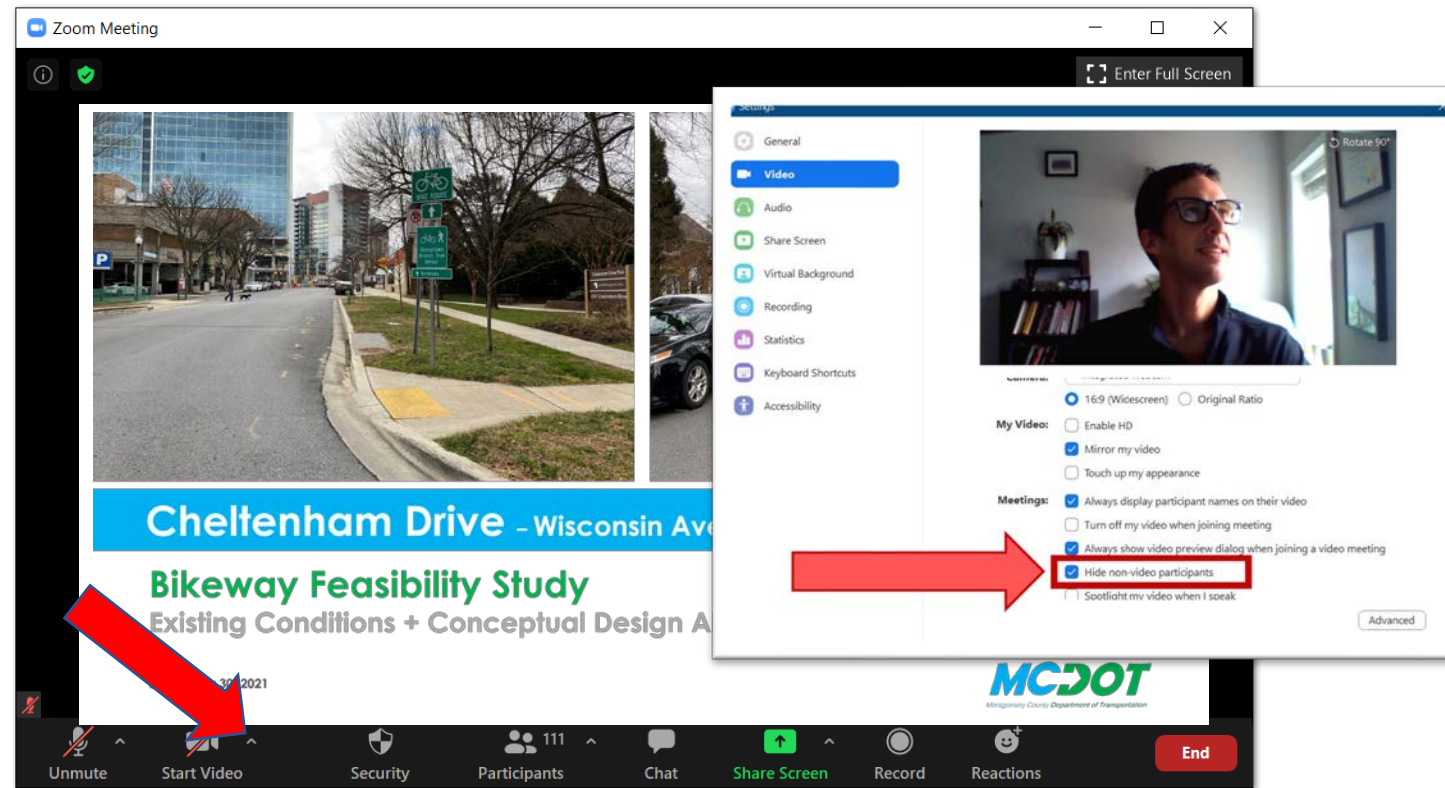 Zoom Meeting
Enter Full Screen
BIKE ROUTE
P
Cheltenham Drive – Wisconsin Ave
Bikeway Feasibility Study
Existing Conditions + Conceptual Design A
30, 2021
MCDOT
Montgomery County Department of Transportation
Settings
General
Video
Audio
Share Screen
Virtual Background
Recording
Statistics
Keyboard Shortcuts
Accessibility
Rotate 90°
Camera:
16:9 (Widescreen) Original Ratio
My Video: Enable HD
Mirror my video
Touch up my appearance
Meetings: Always display participant names on their video
Turn off my video when joining meeting
Always show video preview dialog when joining a video meeting
Hide non-video participants
Spotlight my video when I speak
Advanced
111
Unmute Start Video Security Participants Chat Share Screen Record Reactions End